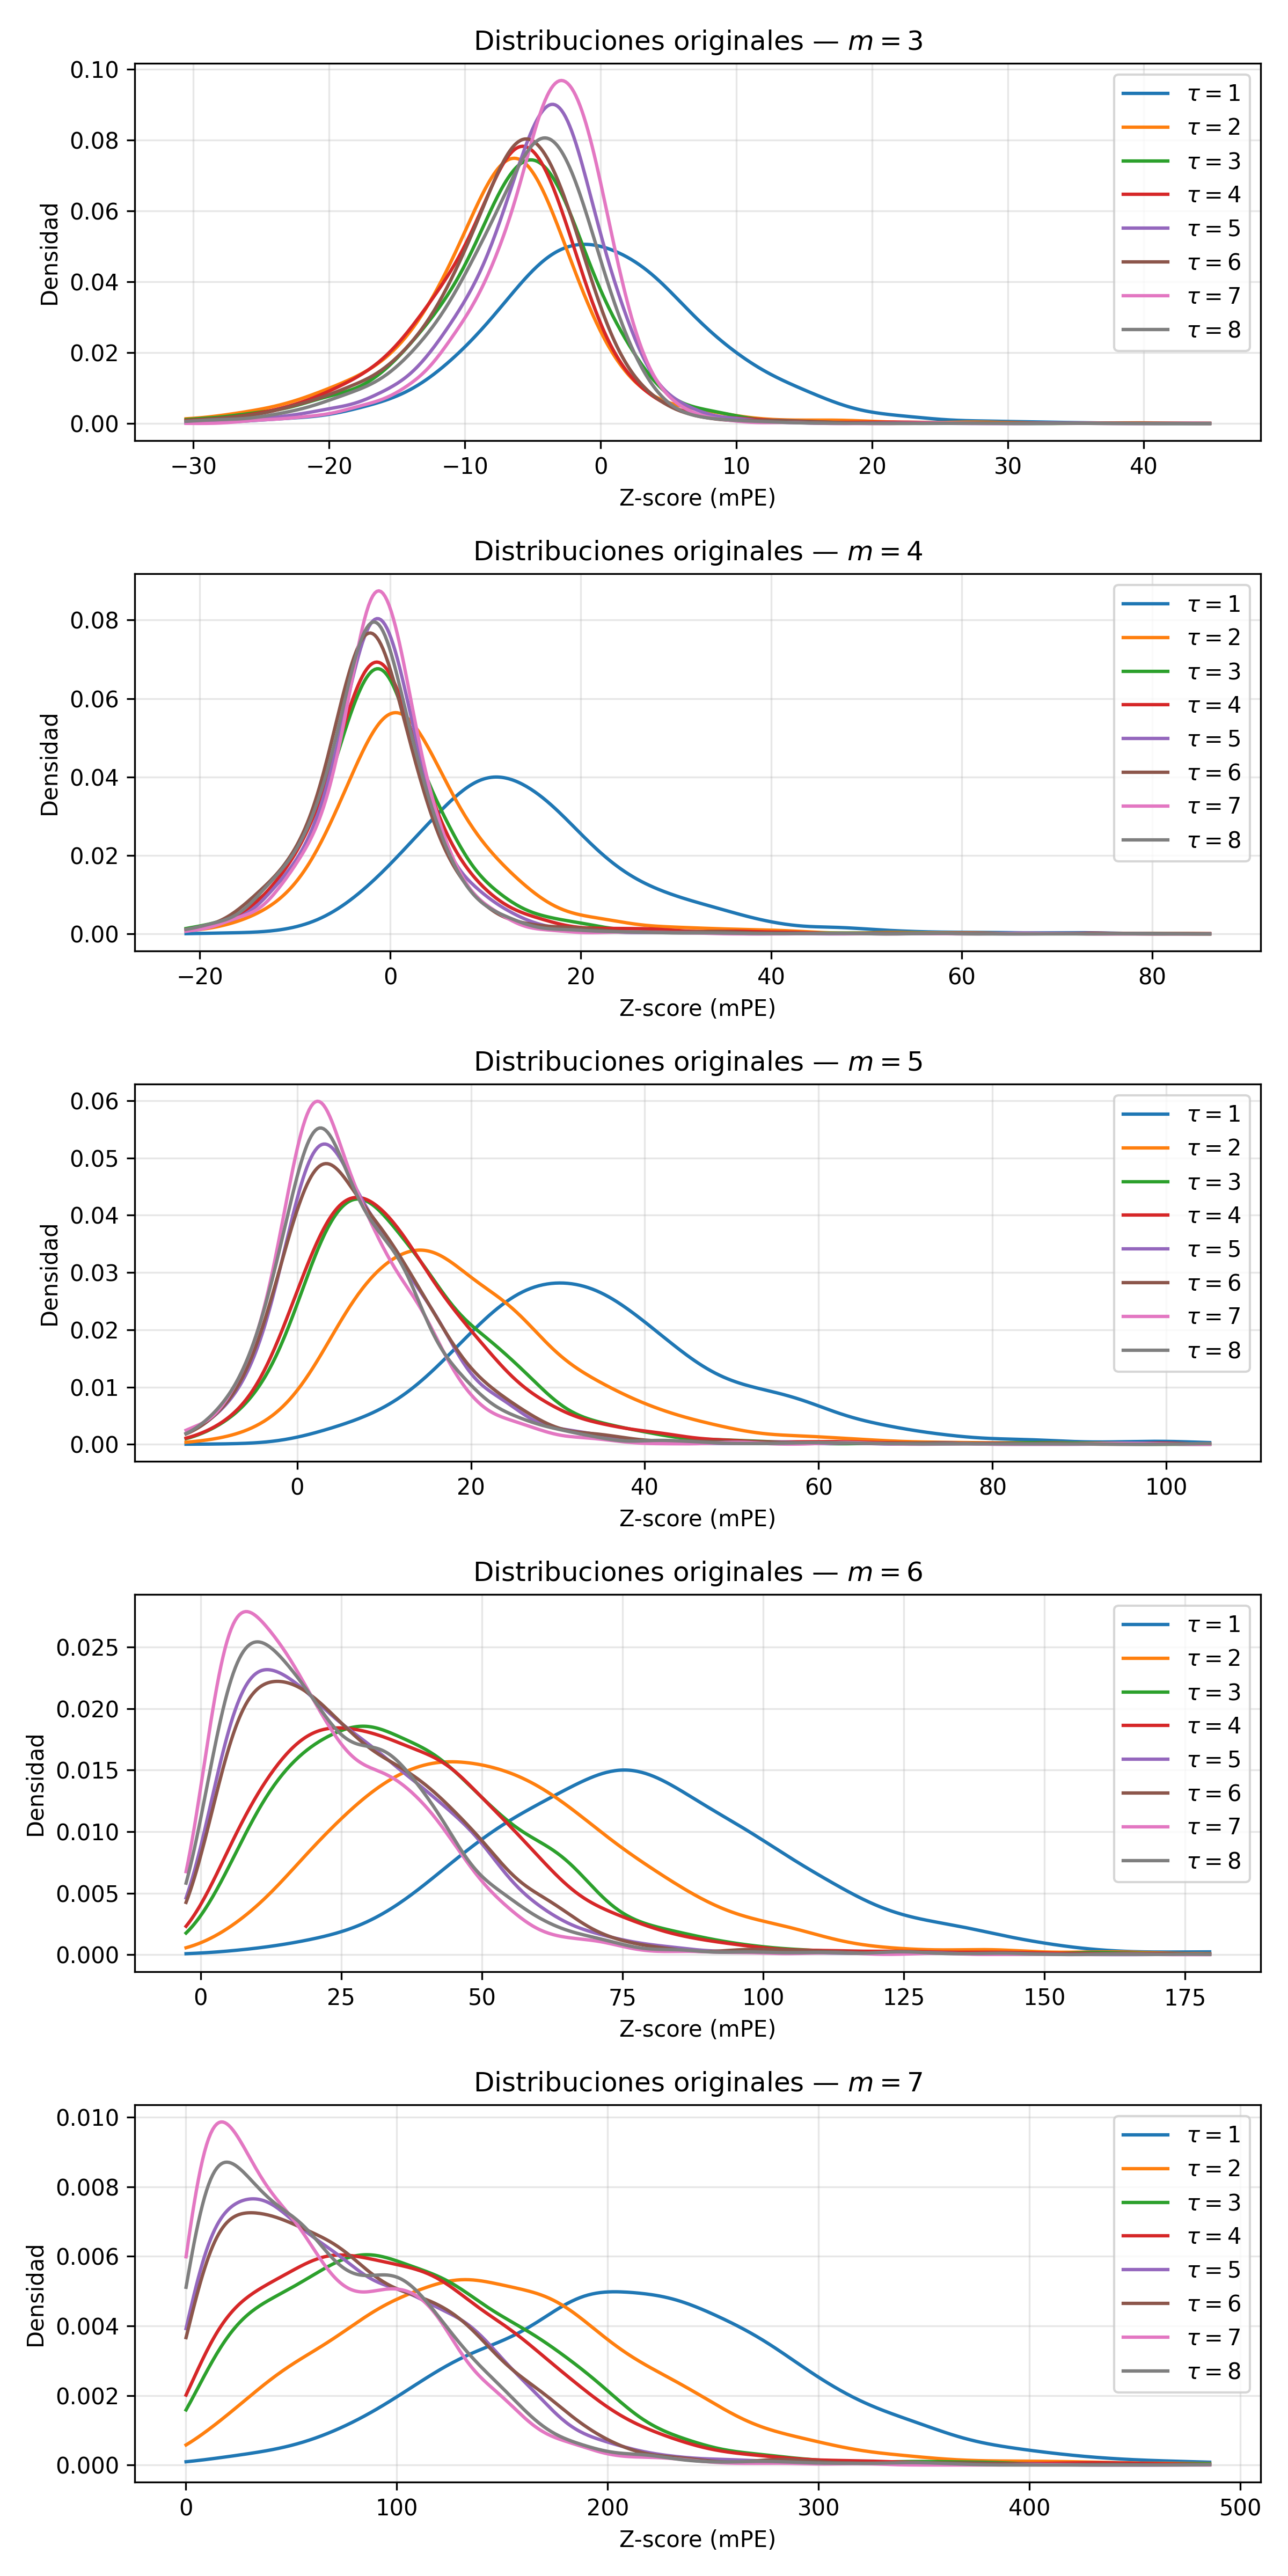 Distribuciones originales — m = 3
0.10
0.08
0.06
0.04
0.02
0.00
Densidad
τ = 1
τ = 2
τ = 3
τ = 4
τ = 5
τ = 6
τ = 7
τ = 8
−30 −20 −10 0 10 20 30 40
Z-score (mPE)
Distribuciones originales — m = 4
0.08
0.06
0.04
0.02
0.00
Densidad
τ = 1
τ = 2
τ = 3
τ = 4
τ = 5
τ = 6
τ = 7
τ = 8
−20 0 20 40 60 80
Z-score (mPE)
Distribuciones originales — m = 5
0.06
0.05
0.04
0.03
0.02
0.01
0.00
Densidad
τ = 1
τ = 2
τ = 3
τ = 4
τ = 5
τ = 6
τ = 7
τ = 8
0 20 40 60 80 100
Z-score (mPE)
Distribuciones originales — m = 6
0.025
0.020
0.015
0.010
0.005
0.000
Densidad
τ = 1
τ = 2
τ = 3
τ = 4
τ = 5
τ = 6
τ = 7
τ = 8
0 25 50 75 100 125 150 175
Z-score (mPE)
Distribuciones originales — m = 7
0.010
0.008
0.006
0.004
0.002
0.000
Densidad
τ = 1
τ = 2
τ = 3
τ = 4
τ = 5
τ = 6
τ = 7
τ = 8
0 100 200 300 400 500
Z-score (mPE)